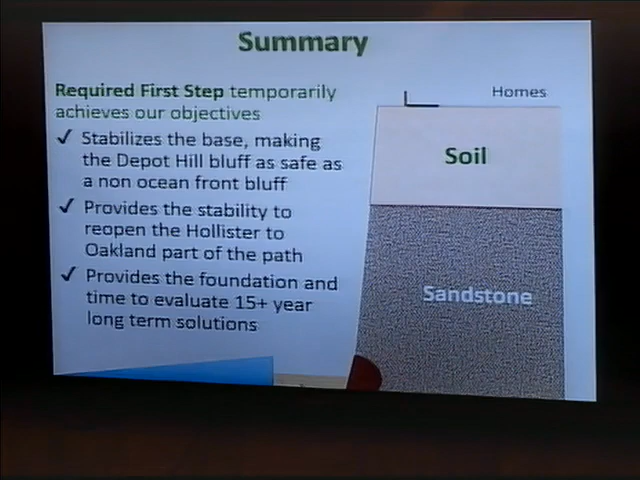 Summary
Required First Step temporarily
achieves our objectives
✓ Stabilizes the base, making
the Depot Hill bluff as safe as
a non ocean front bluff
✓ Provides the stability to
reopen the Hollister to
Oakland part of the path
✓ Provides the foundation and
time to evaluate 15+ year
long term solutions
Homes
Soil
Sandstone